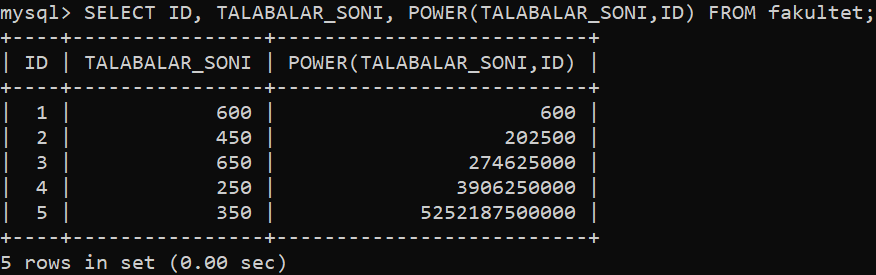 mysql> SELECT ID, TALABALAR_SONI, POWER(TALABALAR_SONI,ID) FROM fakultet;
+----+----------------+--------------------------+
| ID | TALABALAR_SONI | POWER(TALABALAR_SONI,ID) |
+----+----------------+--------------------------+
|  1 |            600 |                      600 |
|  2 |            450 |                   202500 |
|  3 |            650 |                274625000 |
|  4 |            250 |               3906250000 |
|  5 |            350 |            5252187500000 |
+----+----------------+--------------------------+
5 rows in set (0.00 sec)